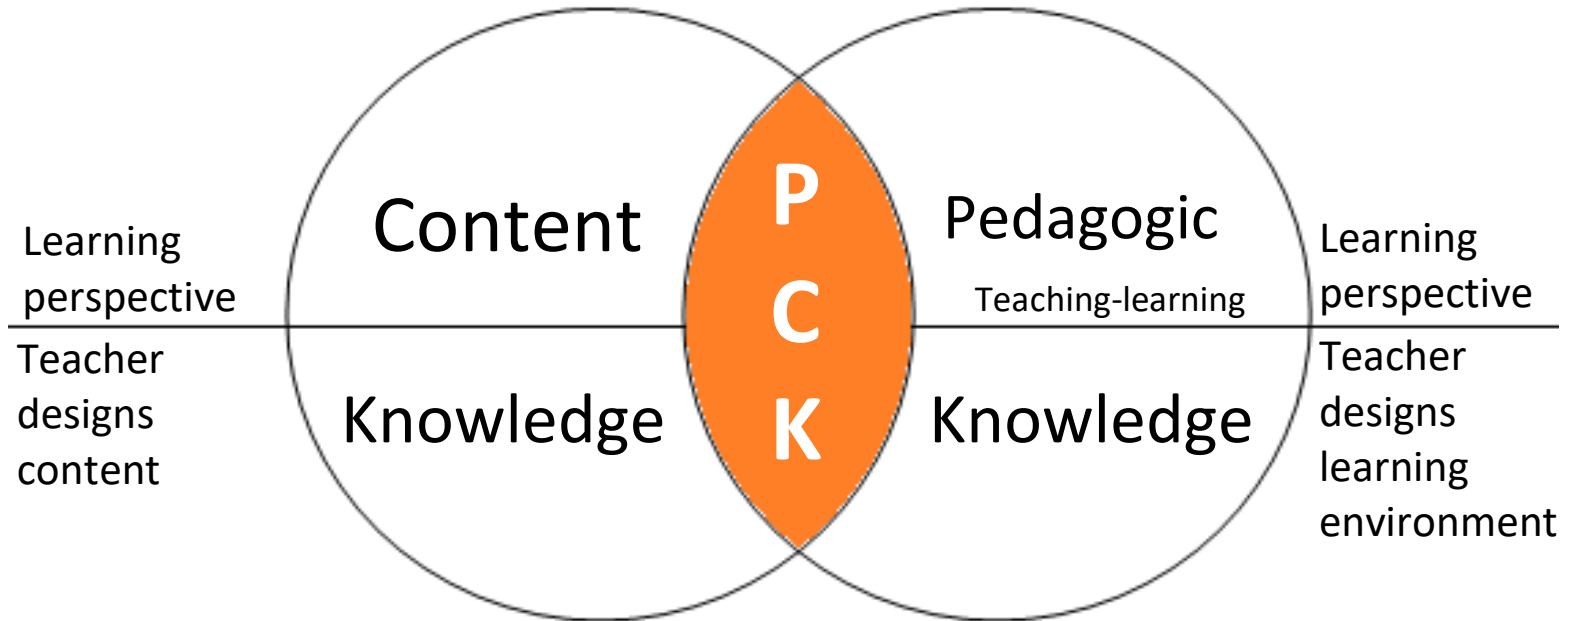 Learning
perspective
Teacher
designs
content
Content
Knowledge
P
C
K
Pedagogic
Teaching-learning
Knowledge
Learning
perspective
Teacher
designs
learning
environment